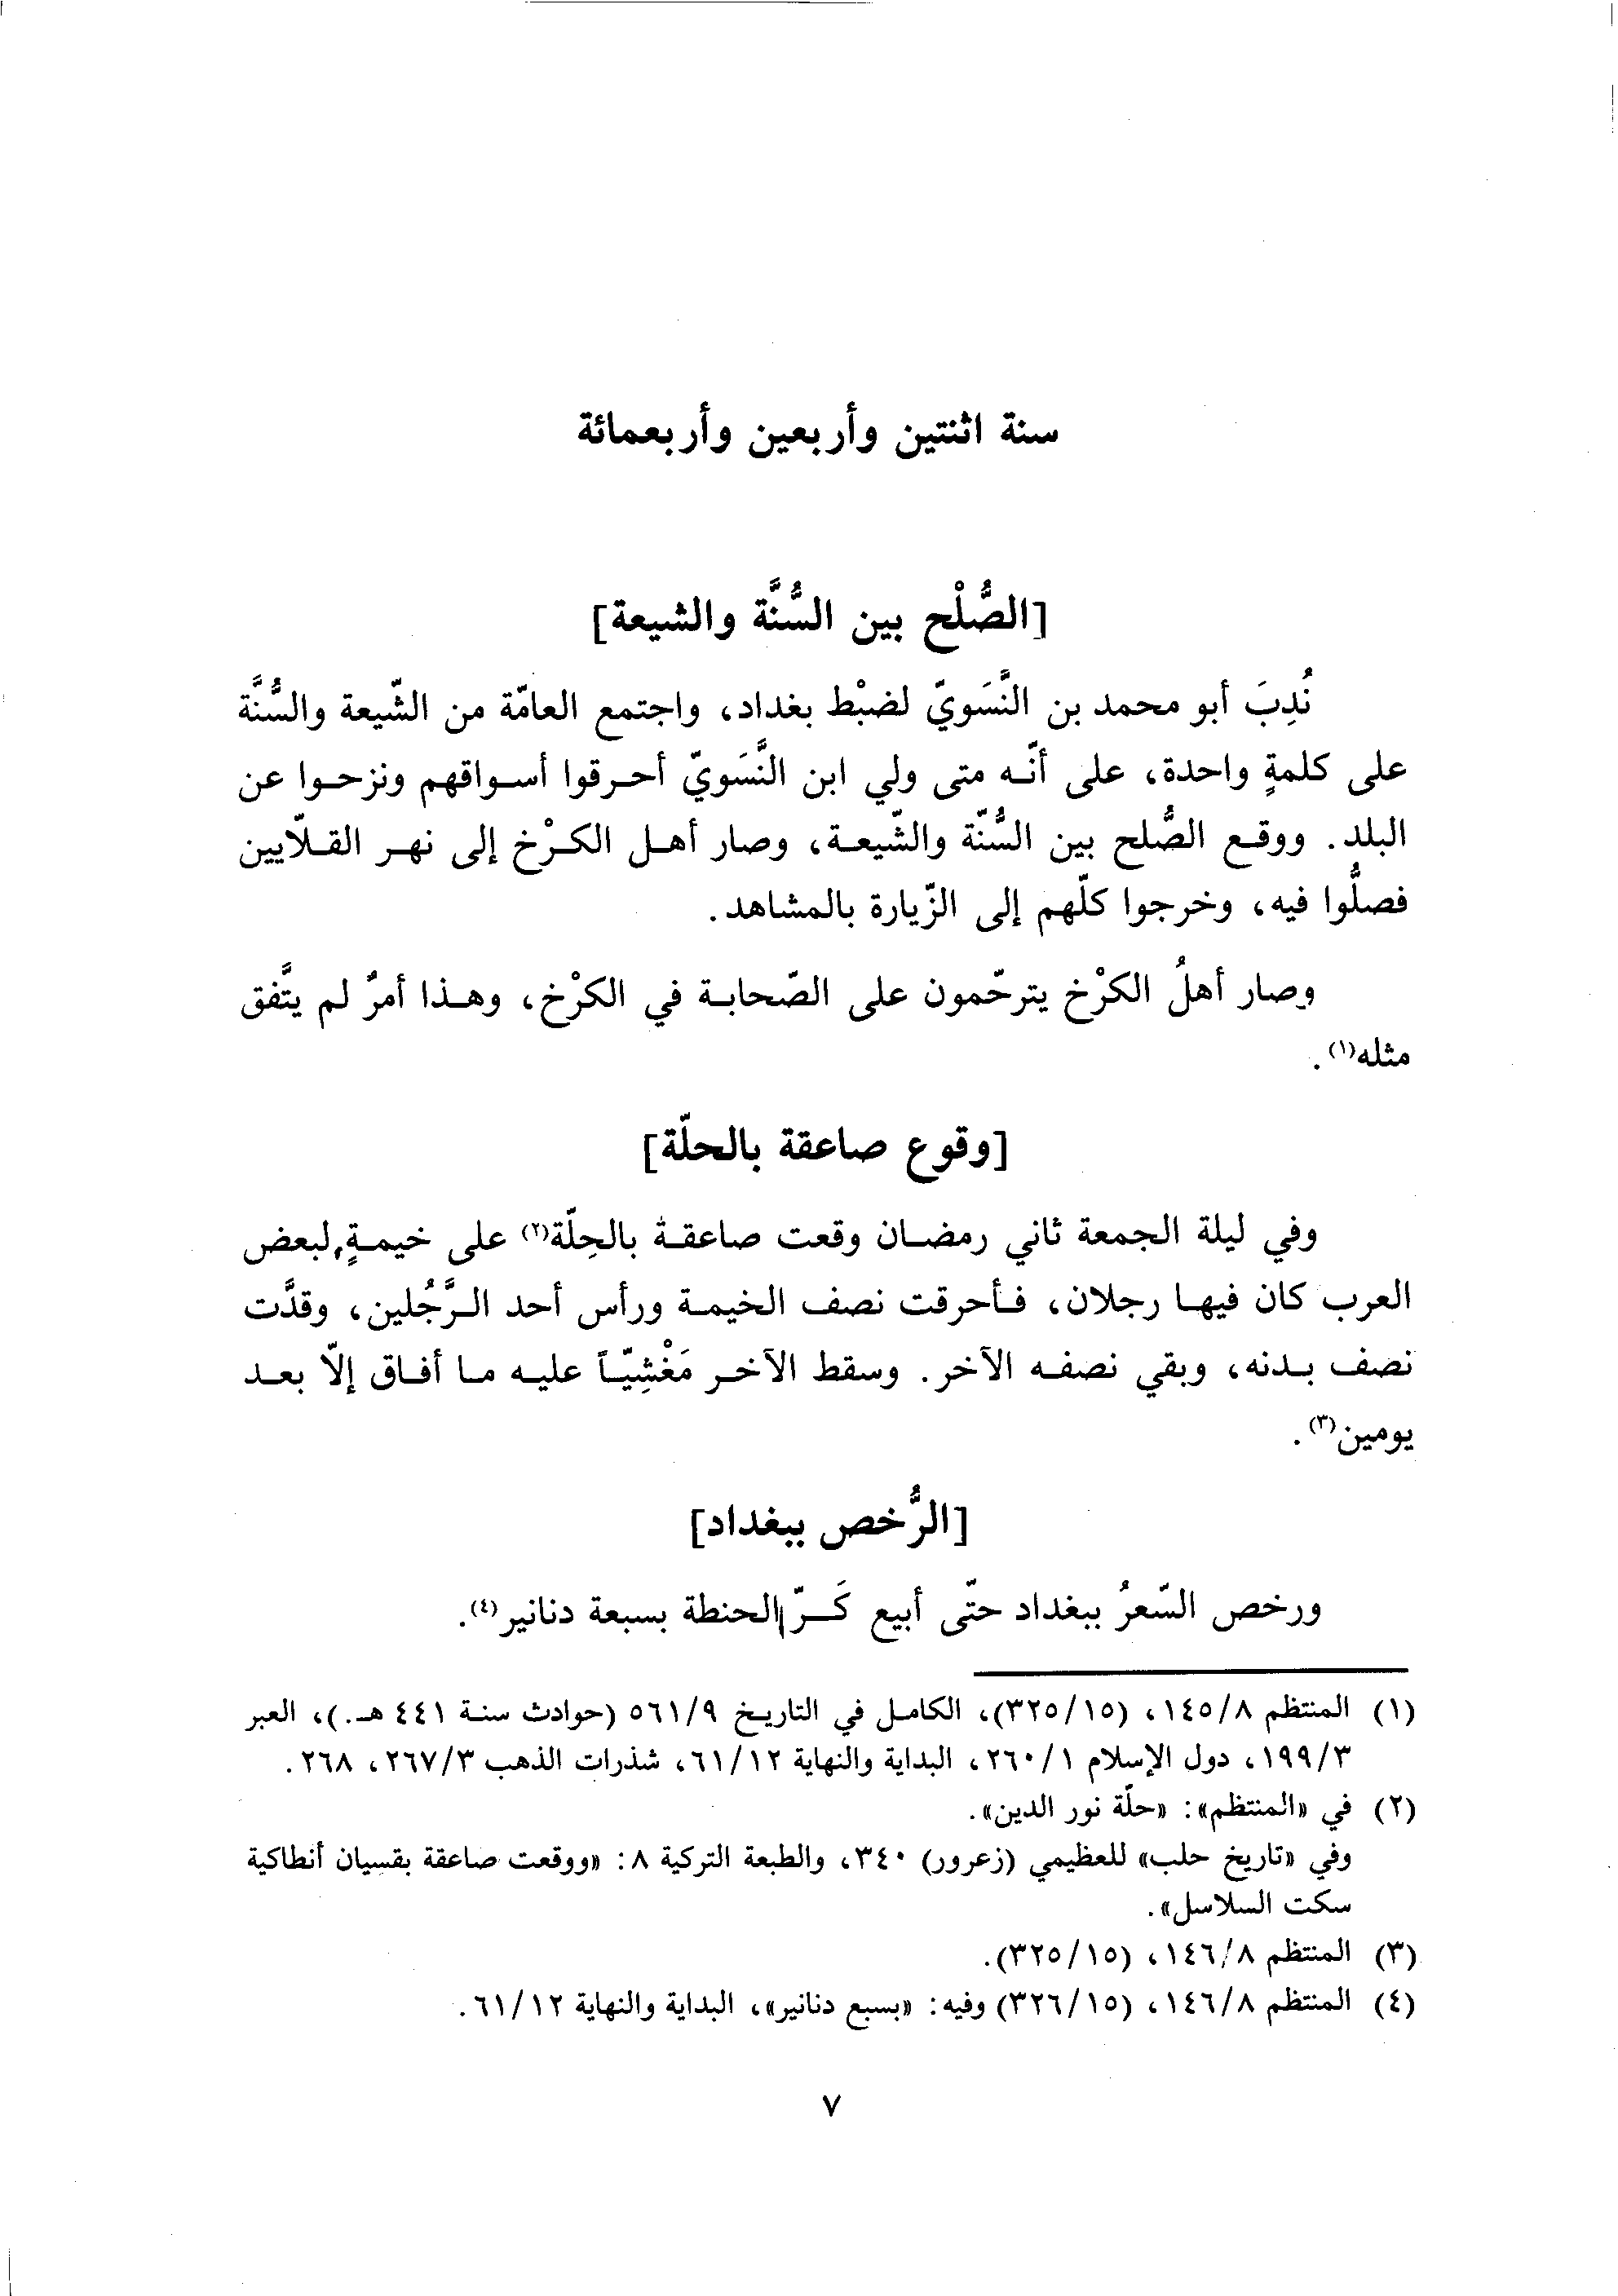 سنة اثنتين وأربعين وأربعمائة
[الصُّلْح بين السُّنَّة والشيعة]
نُدِبَ أبو محمد بن النَّسَويّ لضبْط بغداد، واجتمع العامّة من الشّيعة والسُّنَّة
على كلمةٍ واحدة، على أنّه متى ولي ابن النَّسَويّ أحرقوا أسواقهم ونزحوا عن
البلد. ووقع الصُّلح بين السُّنّة والشّيعة، وصار أهل الكرْخ إلى نهر القلّايين
فصلُّوا فيه، وخرجوا كلّهم إلى الزّيارة بالمشاهد.
وصار أهلُ الكرْخ يترحّمون على الصّحابة في الكرْخ، وهذا أمرٌ لم يتَّفق
مثله(١).
[وقوع صاعقة بالحلّة]
وفي ليلة الجمعة ثاني رمضان وقعت صاعقة بالحِلّة(٢) على خيمةٍ لبعض
العرب كان فيها رجلان، فأحرقت نصف الخيمة ورأس أحد الرَّجُلين، وقدَّت
نصف بدنه، وبقي نصفه الآخر. وسقط الآخر مَغْشِيّاً عليه ما أفاق إلّا بعد
يومين(٣).
[الرُّخص ببغداد]
ورخص السّعرُ ببغداد حتّى أبيع كَرّ الحنطة بسبعة دنانير(٤).
(١) المنتظم ١٤٥/٨، (٣٢٥/١٥)، الكامل في التاريخ ٥٦١/٩ (حوادث سنة ٤٤١ هـ.)، العبر
١٩٩/٣، دول الإسلام ٢٦٠/١، البداية والنهاية ٦١/١٢، شذرات الذهب ٢٦٧/٣، ٢٦٨.
(٢) في «المنتظم»: «حلّة نور الدين».
وفي «تاريخ حلب» للعظيمي (زعرور) ٣٤٠، والطبعة التركية ٨: «ووقعت صاعقة بقسيان أنطاكية
سكت السلاسل».
(٣) المنتظم ١٤٦/٨، (٣٢٥/١٥).
(٤) المنتظم ١٤٦/٨، (٣٢٦/١٥) وفيه: «بسبع دنانير»، البداية والنهاية ٦١/١٢.
٧